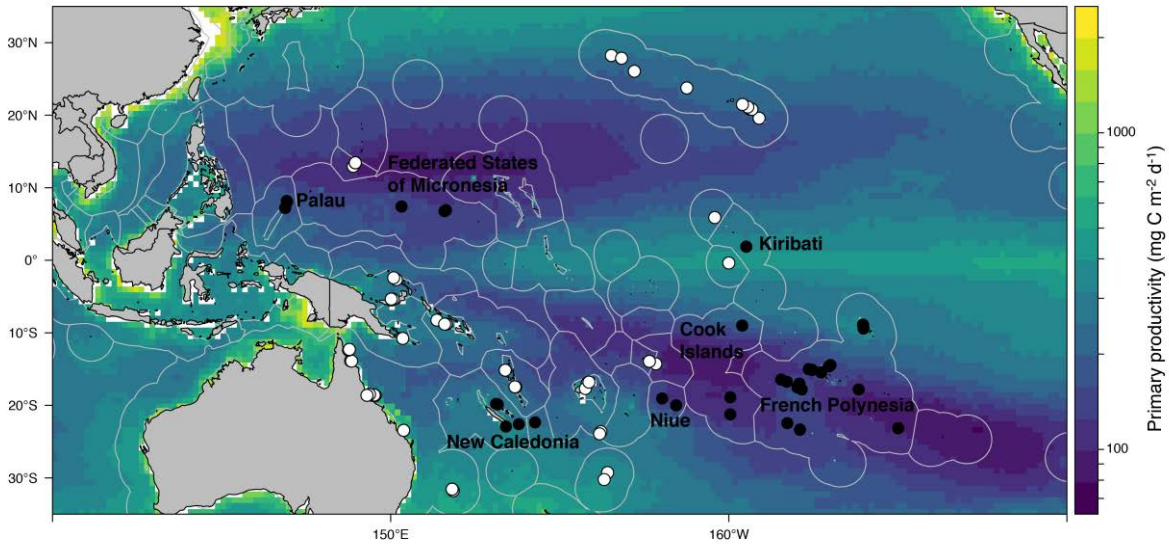 30°N
20°N
10°N
0°
10°S
20°S
30°S
150°E
160°W
Federated States
of Micronesia
Palau
Kiribati
Cook
Islands
French Polynesia
Niue
New Caledonia
1000
100
Primary productivity (mg C m⁻² d⁻¹)